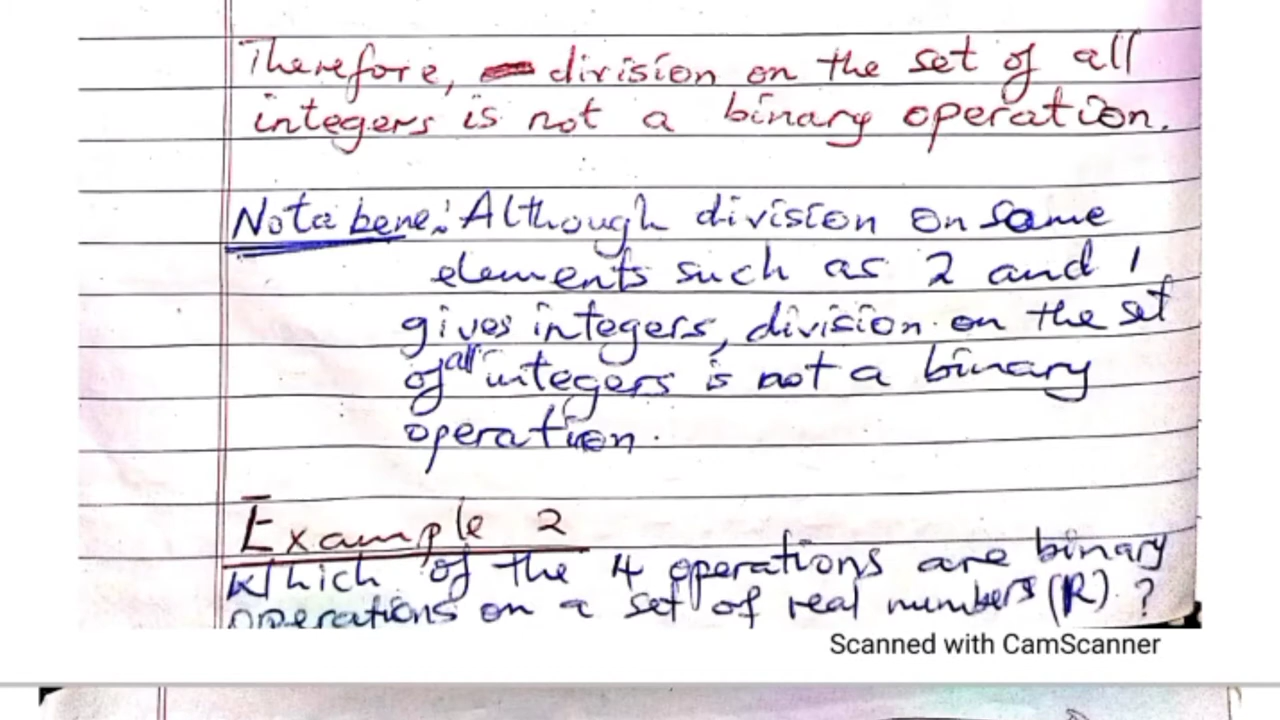 Therefore, division on the set of all
integers is not a binary operation.
Nota bene: Although division on some
elements such as 2 and 1
gives integers, division on the set
of all integers is not a binary
operation.
Example 2
Which of the 4 operations are binary
operations on a set of real numbers (R) ?
Scanned with CamScanner